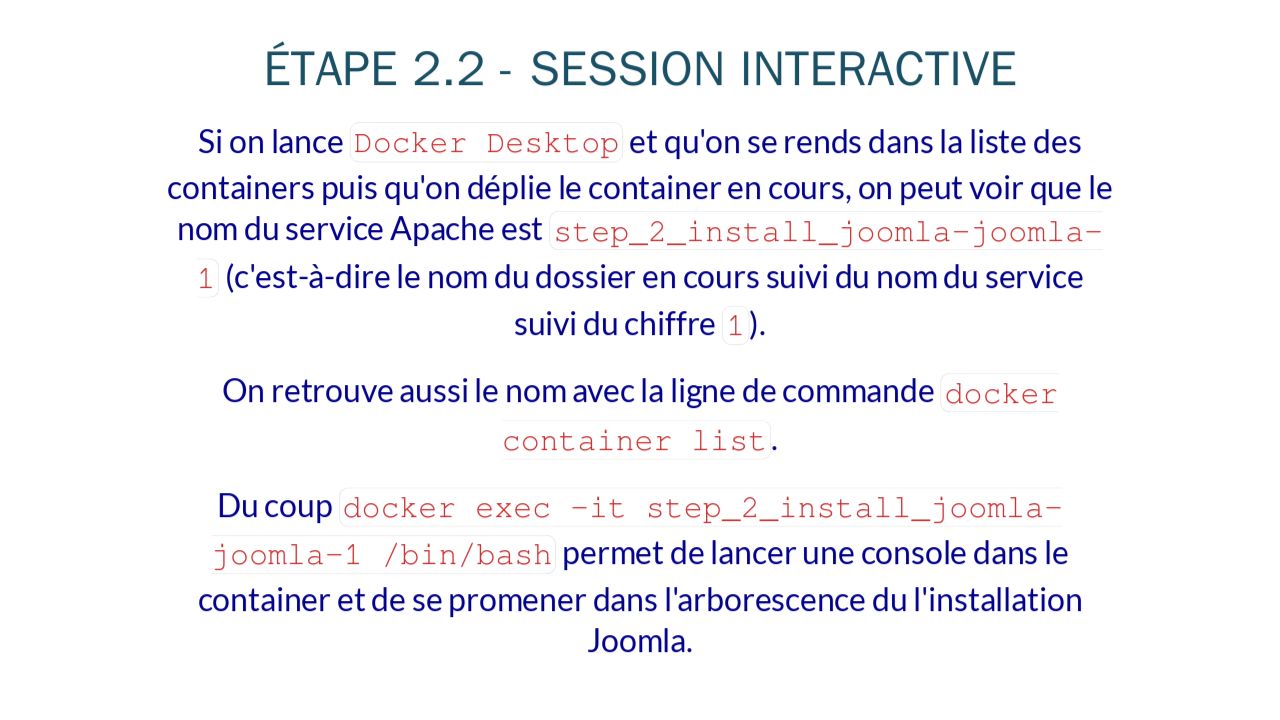 ÉTAPE 2.2 - SESSION INTERACTIVE
Si on lance Docker Desktop et qu'on se rends dans la liste des
containers puis qu'on déplie le container en cours, on peut voir que le
nom du service Apache est step_2_install_joomla-joomla-
1 (c'est-à-dire le nom du dossier en cours suivi du nom du service
suivi du chiffre 1).
On retrouve aussi le nom avec la ligne de commande docker
container list.
Du coup docker exec -it step_2_install_joomla-
joomla-1 /bin/bash permet de lancer une console dans le
container et de se promener dans l'arborescence du l'installation
Joomla.